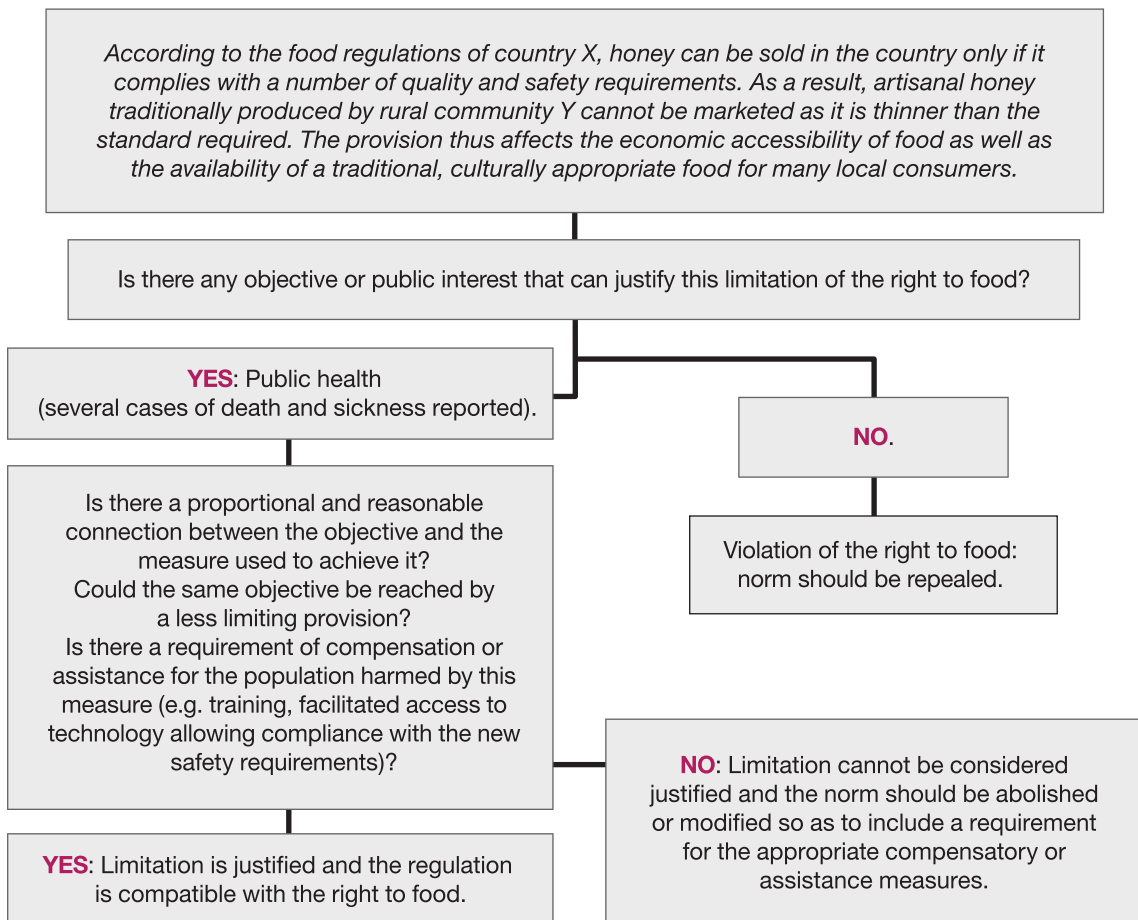 According to the food regulations of country X, honey can be sold in the country only if it
complies with a number of quality and safety requirements. As a result, artisanal honey
traditionally produced by rural community Y cannot be marketed as it is thinner than the
standard required. The provision thus affects the economic accessibility of food as well as
the availability of a traditional, culturally appropriate food for many local consumers.
Is there any objective or public interest that can justify this limitation of the right to food?
YES: Public health
(several cases of death and sickness reported).
NO.
Violation of the right to food:
norm should be repealed.
Is there a proportional and reasonable
connection between the objective and the
measure used to achieve it?
Could the same objective be reached by
a less limiting provision?
Is there a requirement of compensation or
assistance for the population harmed by this
measure (e.g. training, facilitated access to
technology allowing compliance with the new
safety requirements)?
NO: Limitation cannot be considered
justified and the norm should be abolished
or modified so as to include a requirement
for the appropriate compensatory or
assistance measures.
YES: Limitation is justified and the regulation
is compatible with the right to food.